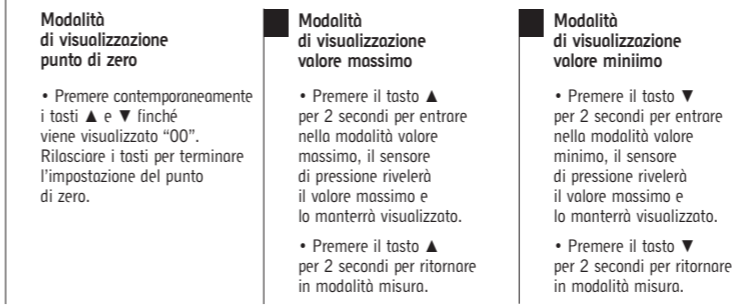 Modalità
di visualizzazione
punto di zero
• Premere contemporaneamente
i tasti ▲ e ▼ finché
viene visualizzato “00”.
Rilasciare i tasti per terminare
l’impostazione del punto
di zero.
Modalità
di visualizzazione
valore massimo
• Premere il tasto ▲
per 2 secondi per entrare
nella modalità valore
massimo, il sensore
di pressione rivelerà
il valore massimo e
lo manterrà visualizzato.
• Premere il tasto ▲
per 2 secondi per ritornare
in modalità misura.
Modalità
di visualizzazione
valore miniimo
• Premere il tasto ▼
per 2 secondi per entrare
nella modalità valore
minimo, il sensore
di pressione rivelerà
il valore massimo e
lo manterrà visualizzato.
• Premere il tasto ▼
per 2 secondi per ritornare
in modalità misura.